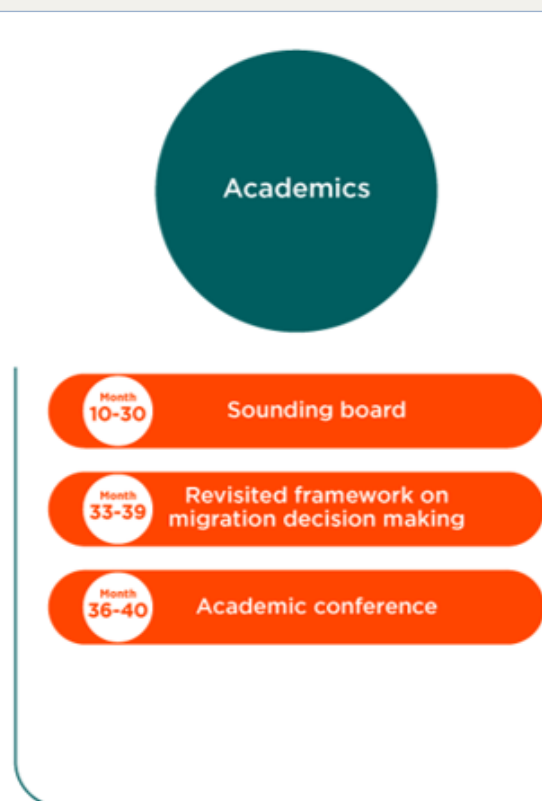 Academics
Month
10-30
Sounding board
Month
33-39
Revisited framework on
migration decision making
Month
36-40
Academic conference